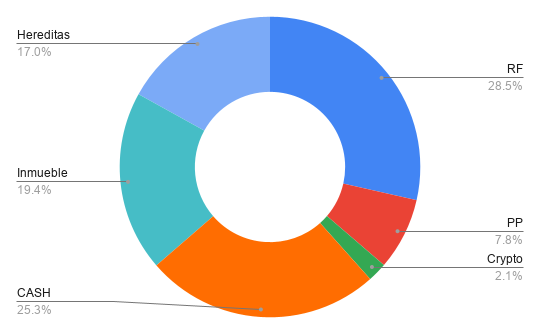 Hereditas
17.0%
RF
28.5%
Inmueble
19.4%
PP
7.8%
Crypto
2.1%
CASH
25.3%